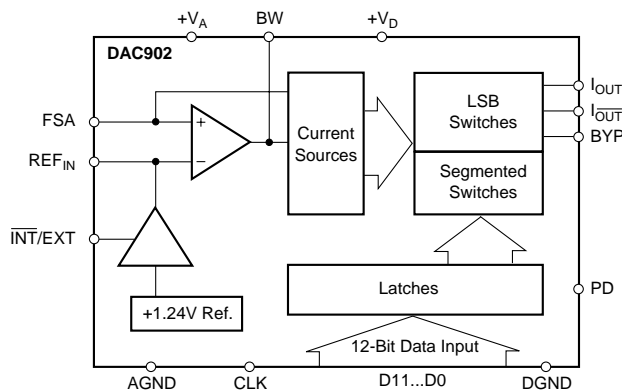 +VA
BW
+VD
DAC902
FSA
REFIN
INT/EXT
+
–
Current
Sources
LSB
Switches
Segmented
Switches
IOUT
IOUT
BYP
+1.24V Ref.
Latches
PD
12-Bit Data Input
AGND
CLK
D11...D0
DGND